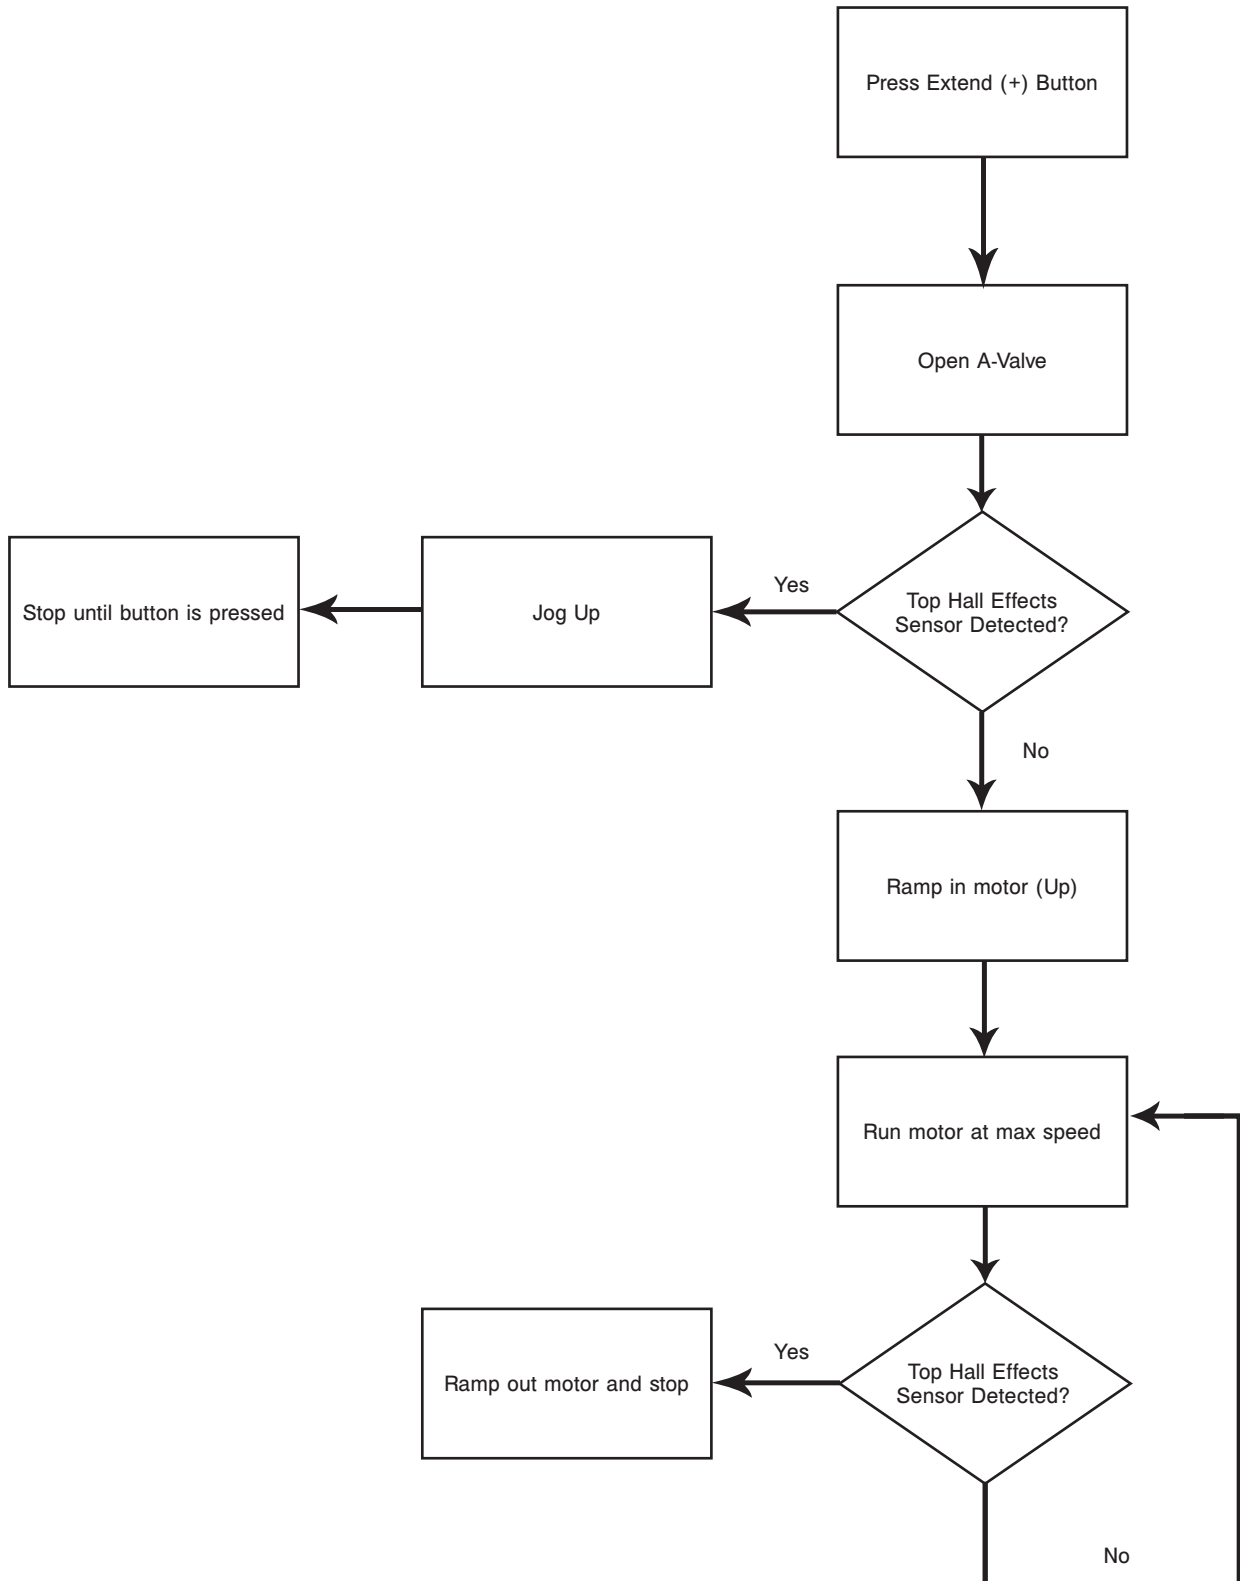 Press Extend (+) Button
Open A-Valve
Top Hall Effects
Sensor Detected?
Yes
Jog Up
Stop until button is pressed
No
Ramp in motor (Up)
Run motor at max speed
Top Hall Effects
Sensor Detected?
Yes
Ramp out motor and stop
No